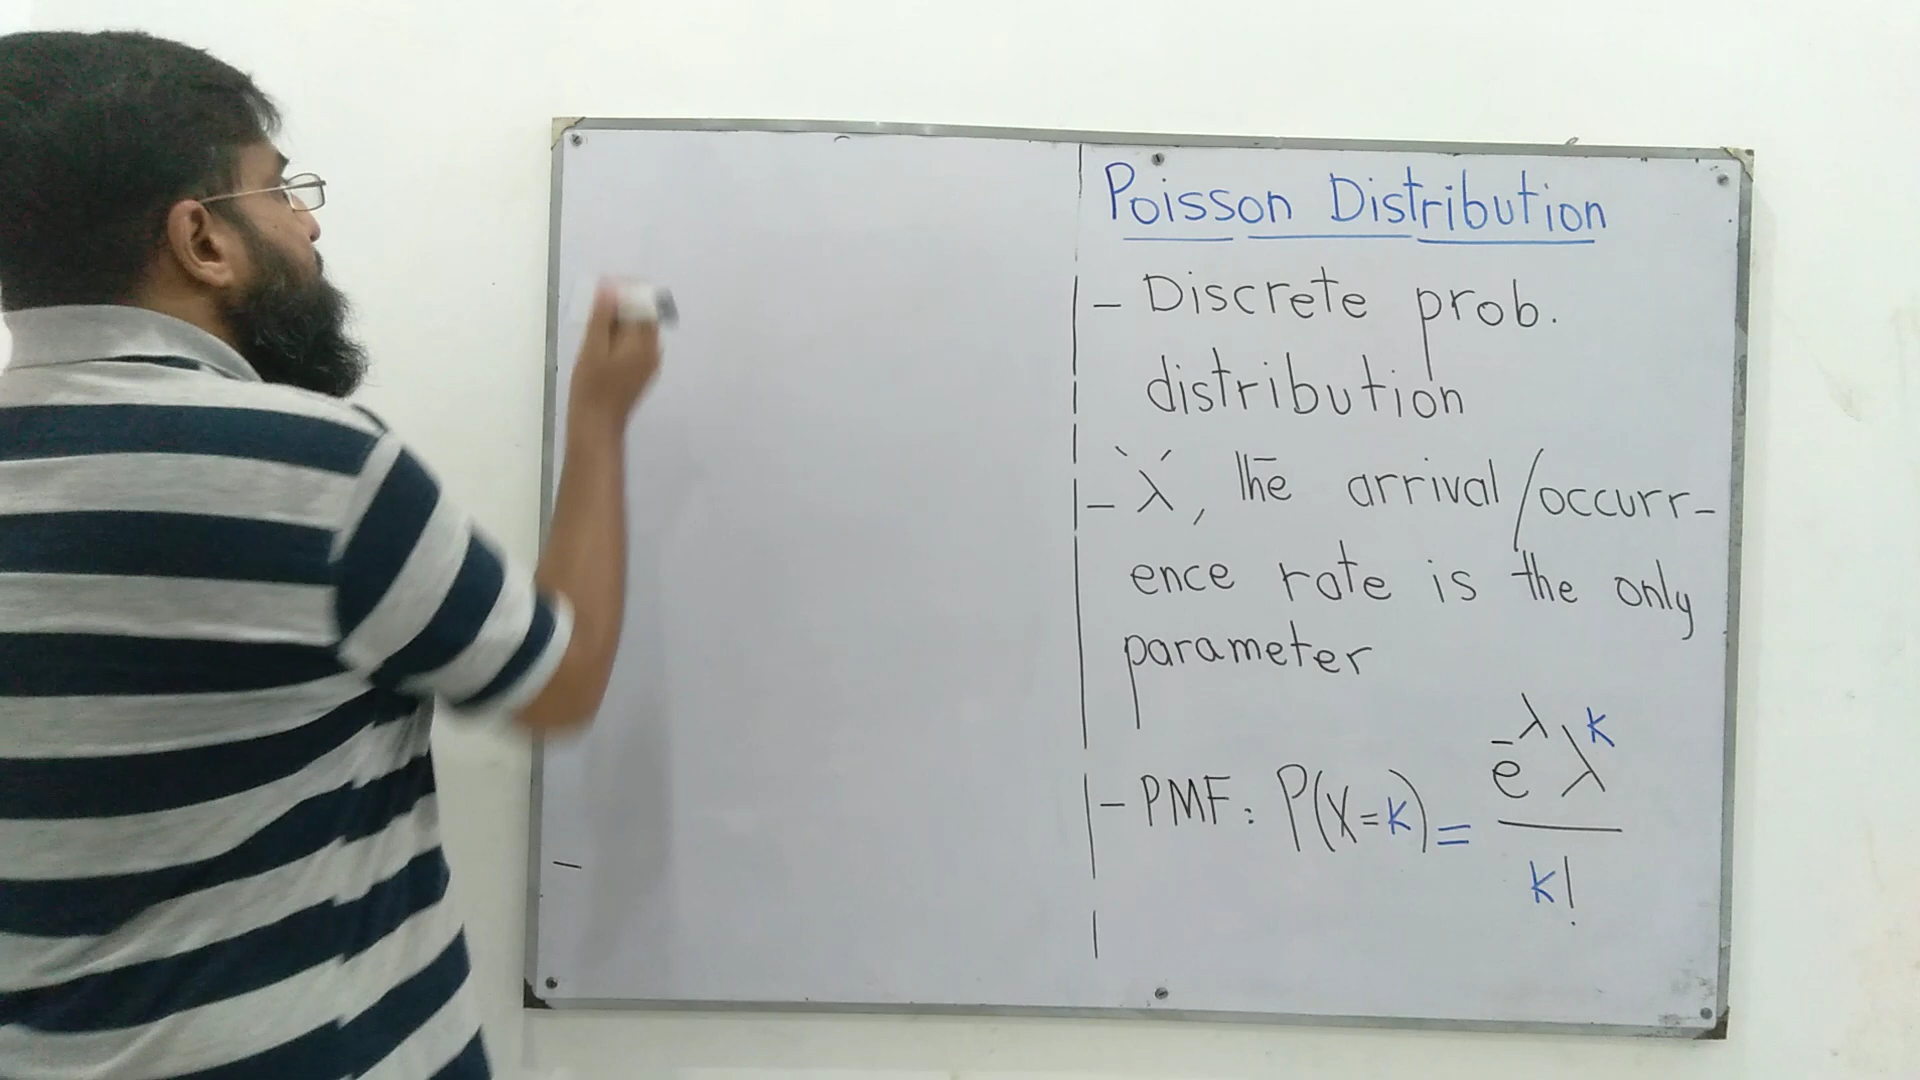 Poisson Distribution
- Discrete prob.
distribution
- λ, the arrival/occurr-
ence rate is the only
parameter
- PMF: P(X=k) = e^-λ λ^k / k!